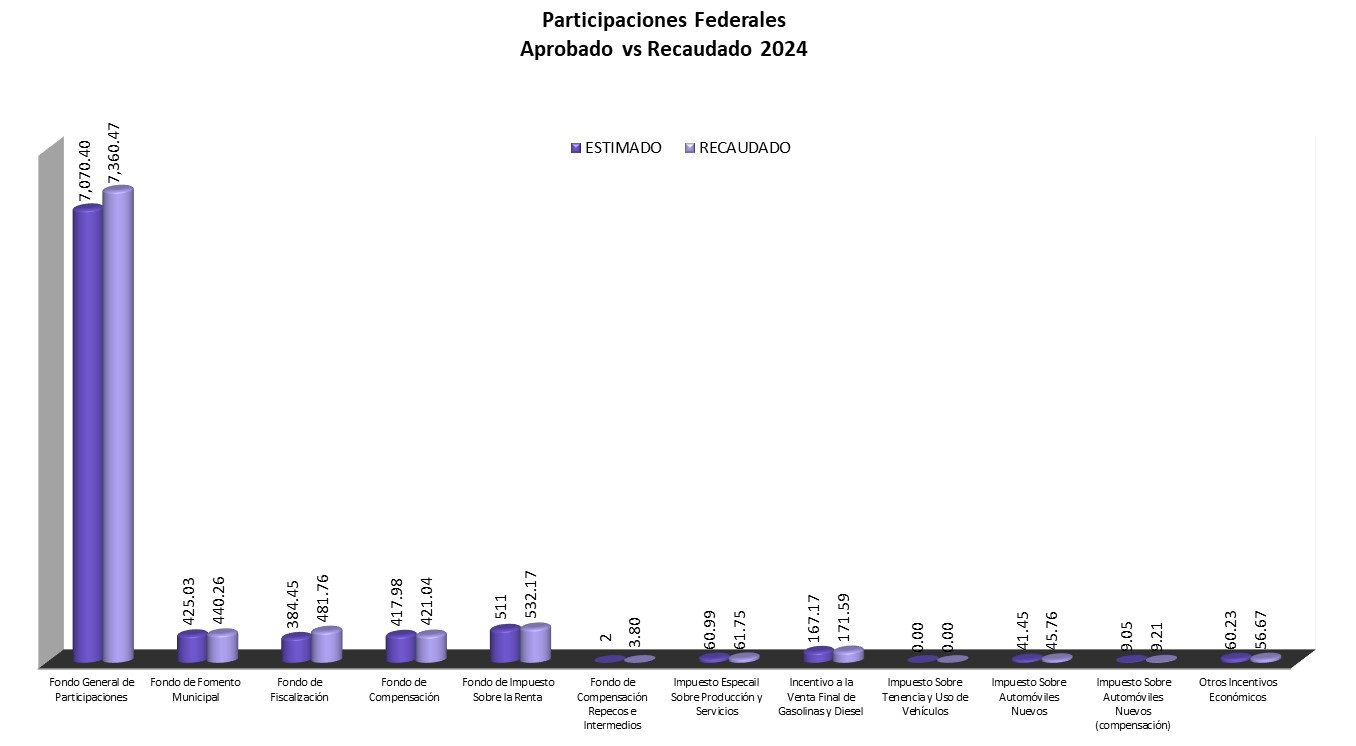 Participaciones Federales
Aprobado vs Recaudado 2024
ESTIMADO
RECAUDADO
7,070.40
7,360.47
425.03
440.26
384.45
481.76
417.98
421.04
511
532.17
2
3.80
60.99
61.75
167.17
171.59
0.00
0.00
41.45
45.76
9.05
9.21
60.23
56.67
Fondo General de
Participaciones
Fondo de Fomento
Municipal
Fondo de
Fiscalización
Fondo de
Compensación
Fondo de Impuesto
Sobre la Renta
Fondo de
Compensación
Repecos e
Intermedios
Impuesto Especail
Sobre Producción y
Servicios
Incentivo a la
Venta Final de
Gasolinas y Diesel
Impuesto Sobre
Tenencia y Uso de
Vehículos
Impuesto Sobre
Automóviles
Nuevos
Impuesto Sobre
Automóviles
Nuevos
(compensación)
Otros Incentivos
Económicos